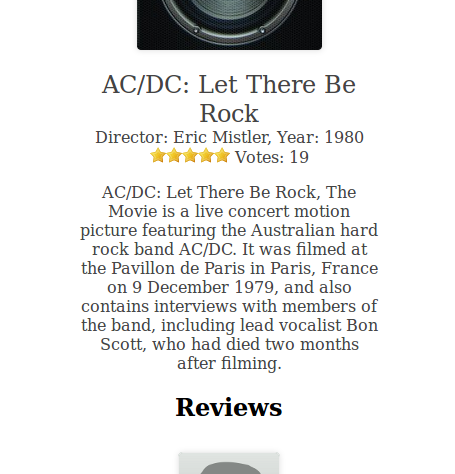 AC/DC: Let There Be
Rock
Director: Eric Mistler, Year: 1980
Votes: 19
AC/DC: Let There Be Rock, The
Movie is a live concert motion
picture featuring the Australian hard
rock band AC/DC. It was filmed at
the Pavillon de Paris in Paris, France
on 9 December 1979, and also
contains interviews with members of
the band, including lead vocalist Bon
Scott, who had died two months
after filming.
Reviews